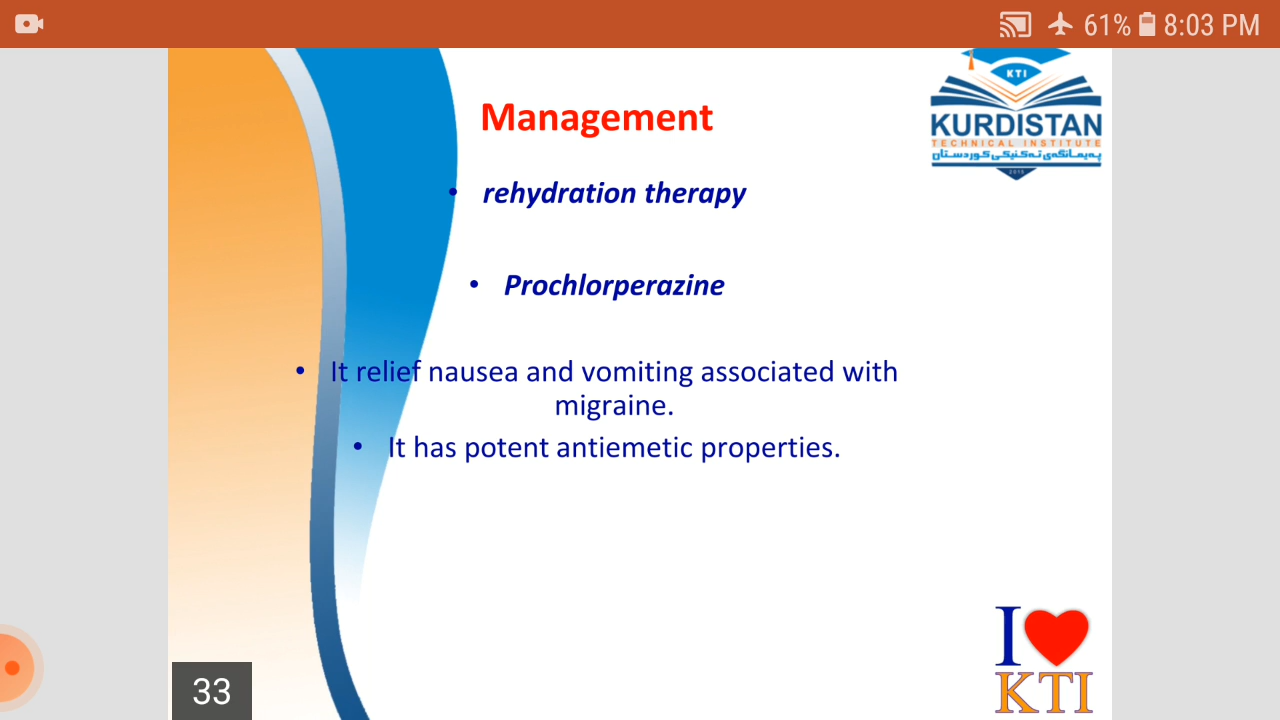 61% 8:03 PM
KTI
KURDISTAN
TECHNICAL INSTITUTE
پەیمانگەی تەکنیکی کوردستان
Management
• rehydration therapy
• Prochlorperazine
• It relief nausea and vomiting associated with
migraine.
• It has potent antiemetic properties.
I
KTI
33